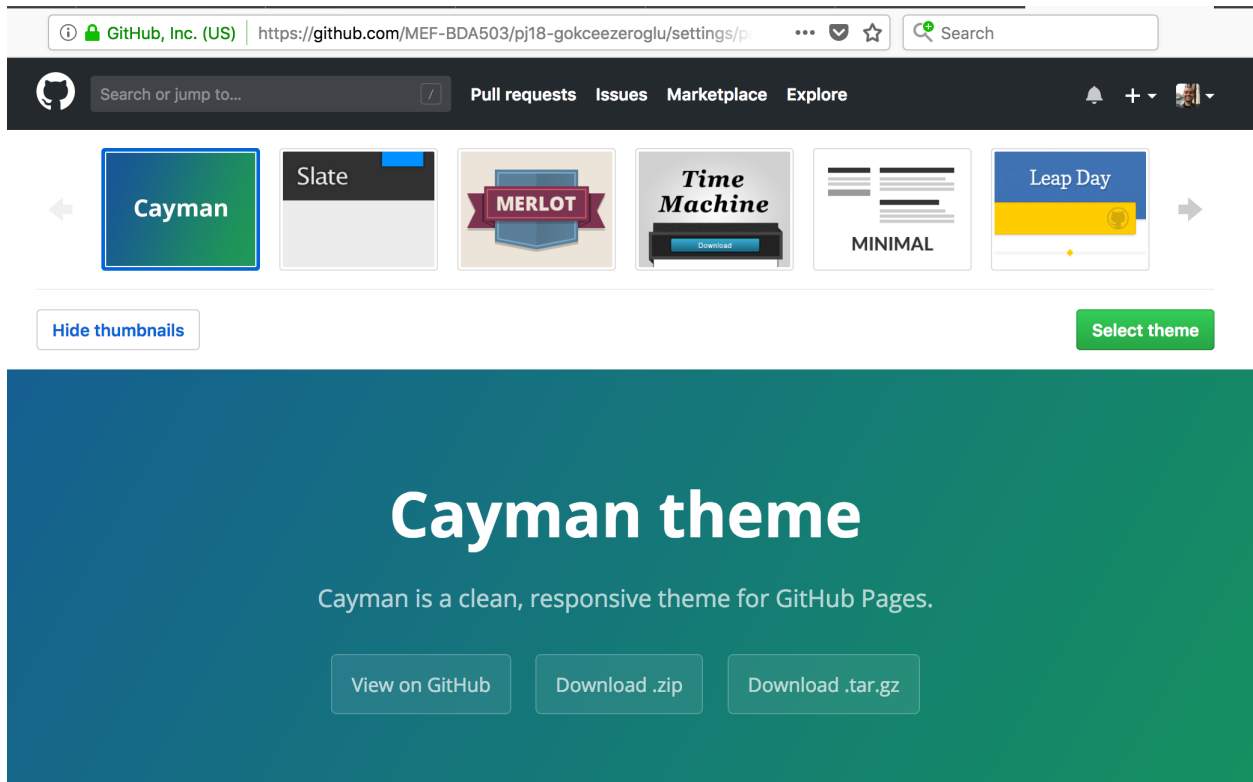 GitHub, Inc. (US) https://github.com/MEF-BDA503/pj18-gokceezeroglu/settings/pa Search
Search or jump to... / Pull requests Issues Marketplace Explore
Cayman
Slate
MERLOT
Time
Machine
Download
MINIMAL
Leap Day
Hide thumbnails Select theme
Cayman theme
Cayman is a clean, responsive theme for GitHub Pages.
View on GitHub Download .zip Download .tar.gz